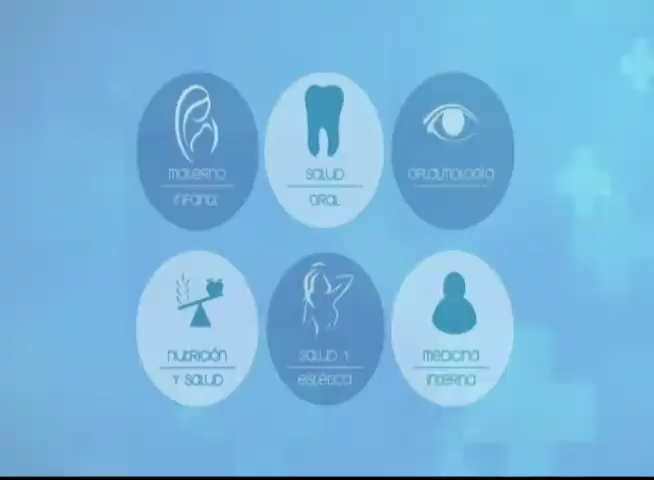 materno
infantil
salud
oral
oftalmología
nutrición
y salud
salud y
estética
medicina
interna